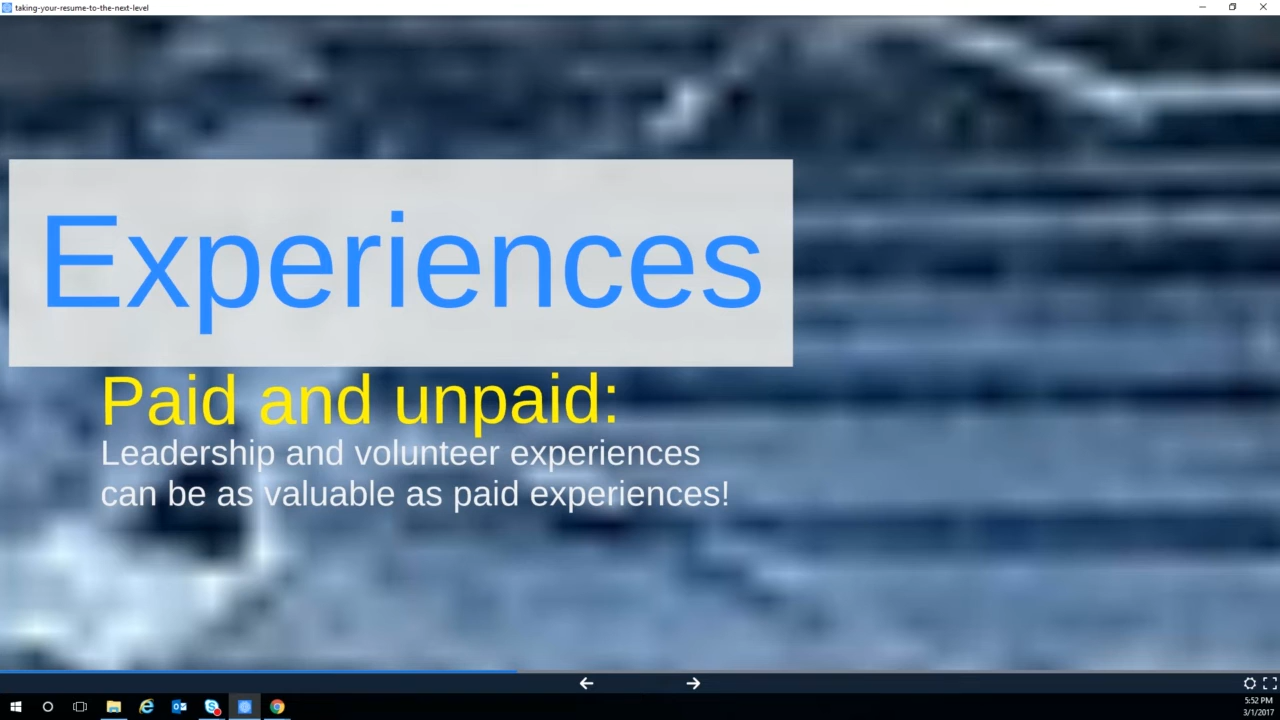 taking-your-resume-to-the-next-level
Experiences
Paid and unpaid:
Leadership and volunteer experiences
can be as valuable as paid experiences!
5:52 PM
3/1/2017